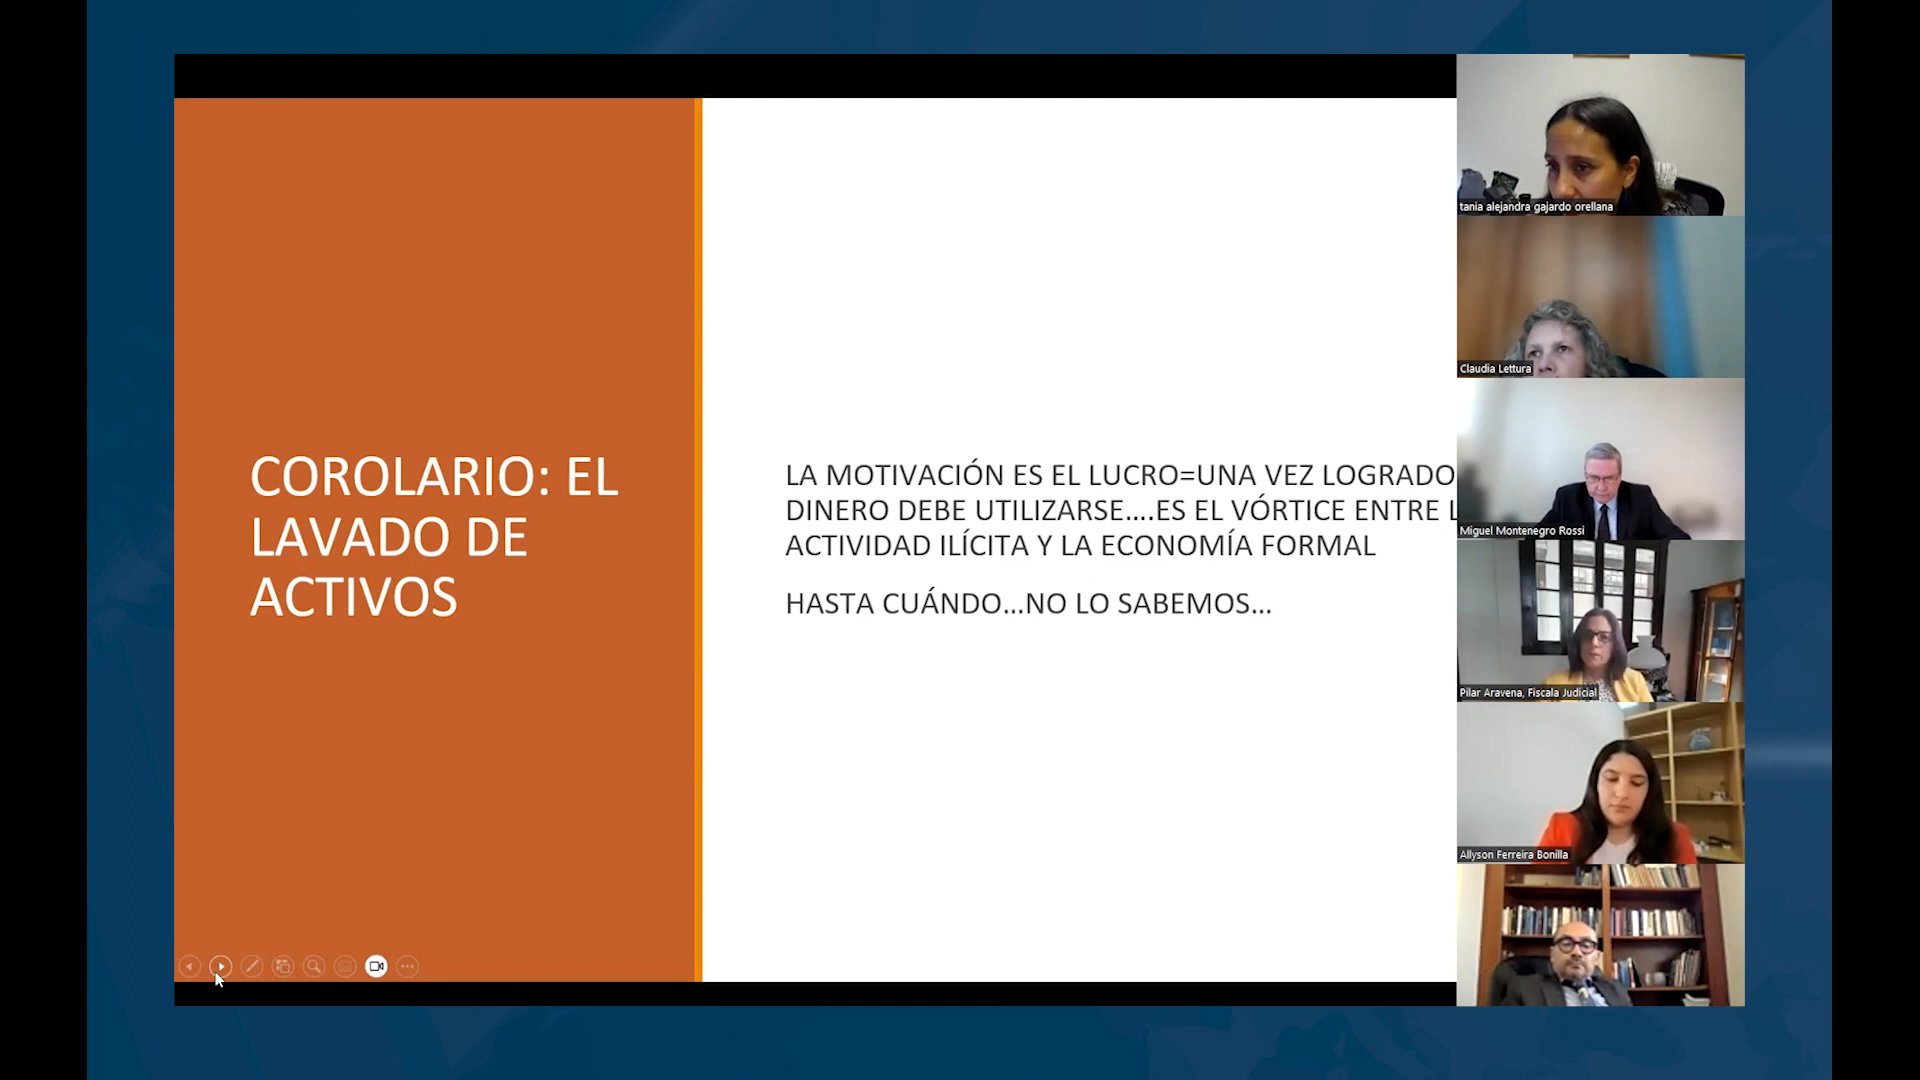 COROLARIO: EL
LAVADO DE
ACTIVOS
LA MOTIVACIÓN ES EL LUCRO=UNA VEZ LOGRADO
DINERO DEBE UTILIZARSE....ES EL VÓRTICE ENTRE L
ACTIVIDAD ILÍCITA Y LA ECONOMÍA FORMAL
HASTA CUÁNDO...NO LO SABEMOS...
tania alejandra gajardo orellana
Claudia Lettura
Miguel Montenegro Rossi
Pilar Aravena, Fiscala Judicial
Allyson Ferreira Bonilla